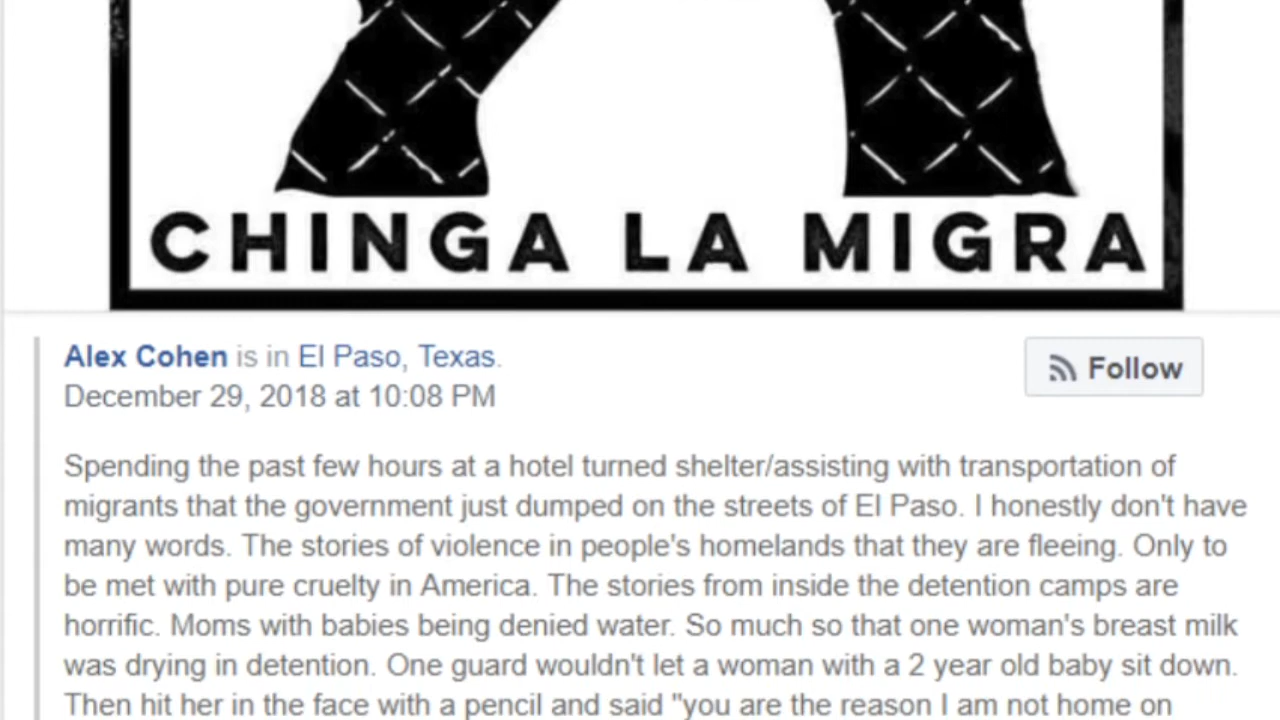 CHINGA LA MIGRA
Alex Cohen is in El Paso, Texas.
Follow
December 29, 2018 at 10:08 PM
Spending the past few hours at a hotel turned shelter/assisting with transportation of
migrants that the government just dumped on the streets of El Paso. I honestly don't have
many words. The stories of violence in people's homelands that they are fleeing. Only to
be met with pure cruelty in America. The stories from inside the detention camps are
horrific. Moms with babies being denied water. So much so that one woman's breast milk
was drying in detention. One guard wouldn't let a woman with a 2 year old baby sit down.
Then hit her in the face with a pencil and said "you are the reason I am not home on